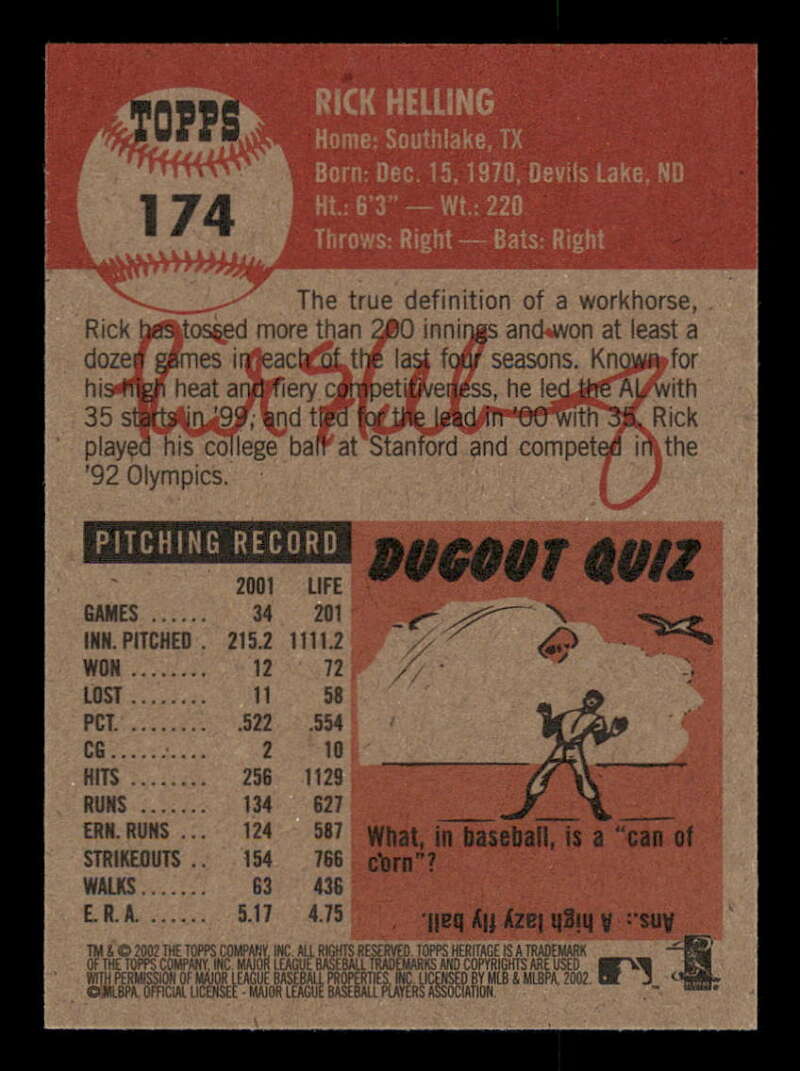 TOPPS
174
RICK HELLING
Home: Southlake, TX
Born: Dec. 15, 1970, Devils Lake, ND
Ht.: 6'3" — Wt.: 220
Throws: Right — Bats: Right
The true definition of a workhorse,
Rick has tossed more than 200 innings and won at least a
dozen games in each of the last four seasons. Known for
his high heat and fiery competitiveness, he led the AL with
35 starts in '99, and tied for the lead in '00 with 35. Rick
played his college ball at Stanford and competed in the
'92 Olympics.
Rick Helling
PITCHING RECORD
2001 LIFE
GAMES ...... 34 201
INN. PITCHED . 215.2 1111.2
WON ........ 12 72
LOST ........ 11 58
PCT. ........ .522 .554
CG.......... 2 10
HITS ........ 256 1129
RUNS ....... 134 627
ERN. RUNS ... 124 587
STRIKEOUTS .. 154 766
WALKS....... 63 436
E. R. A. ...... 5.17 4.75
DUGOUT QUIZ
What, in baseball, is a "can of
corn"?
Ans.: A high lazy fly ball.
TM & © 2002 THE TOPPS COMPANY, INC. ALL RIGHTS RESERVED. TOPPS HERITAGE IS A TRADEMARK
OF THE TOPPS COMPANY, INC. MAJOR LEAGUE BASEBALL TRADEMARKS AND COPYRIGHTS ARE USED
WITH PERMISSION OF MAJOR LEAGUE BASEBALL PROPERTIES, INC. LICENSED BY MLB & MLBPA, 2002.
©MLBPA. OFFICIAL LICENSEE - MAJOR LEAGUE BASEBALL PLAYERS ASSOCIATION.